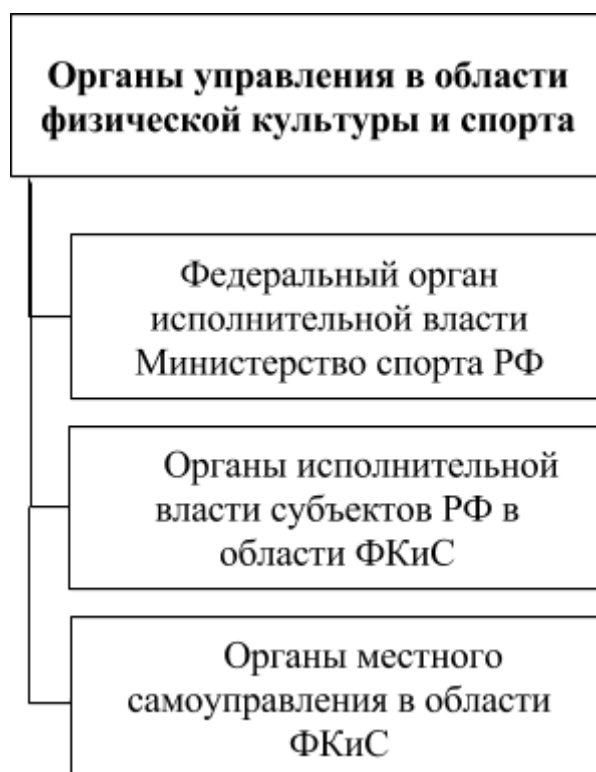 Органы управления в области
физической культуры и спорта
Федеральный орган
исполнительной власти
Министерство спорта РФ
Органы исполнительной
власти субъектов РФ в
области ФКиС
Органы местного
самоуправления в области
ФКиС